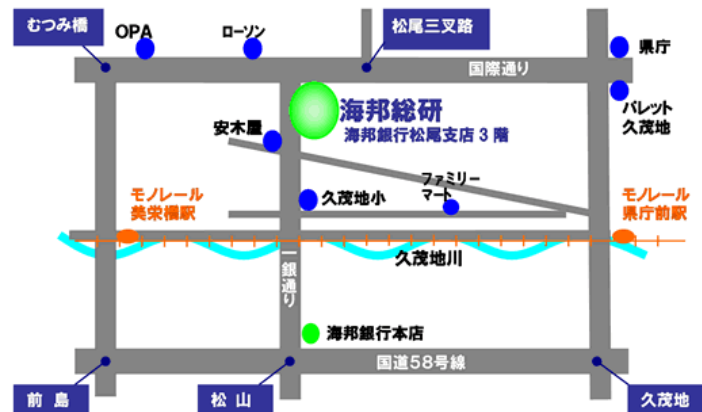 むつみ橋
OPA
ローソン
松尾三叉路
県庁
国際通り
パレット
久茂地
海邦総研
海邦銀行松尾支店3階
安木屋
ファミリー
マート
久茂地小
モノレール
美栄橋駅
モノレール
県庁前駅
一銀通り
久茂地川
海邦銀行本店
国道58号線
前島
松山
久茂地